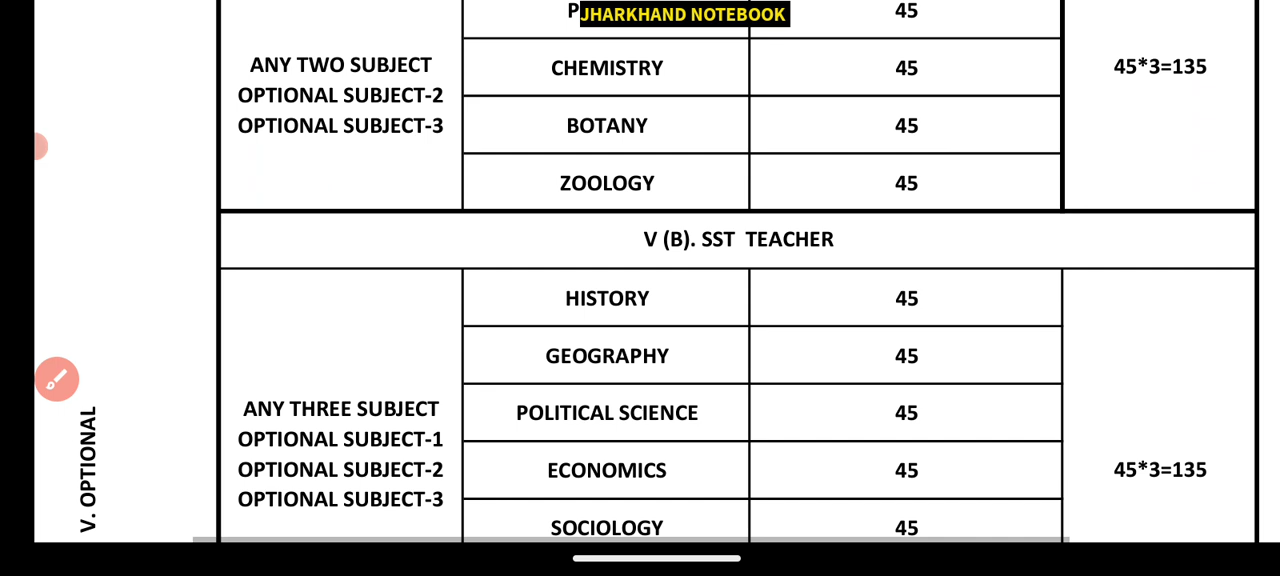 P
JHARKHAND NOTEBOOK
45
ANY TWO SUBJECT
OPTIONAL SUBJECT-2
OPTIONAL SUBJECT-3
CHEMISTRY
45
45*3=135
BOTANY
45
ZOOLOGY
45
V (B). SST TEACHER
V. OPTIONAL
ANY THREE SUBJECT
OPTIONAL SUBJECT-1
OPTIONAL SUBJECT-2
OPTIONAL SUBJECT-3
HISTORY
45
GEOGRAPHY
45
POLITICAL SCIENCE
45
ECONOMICS
45
45*3=135
SOCIOLOGY
45